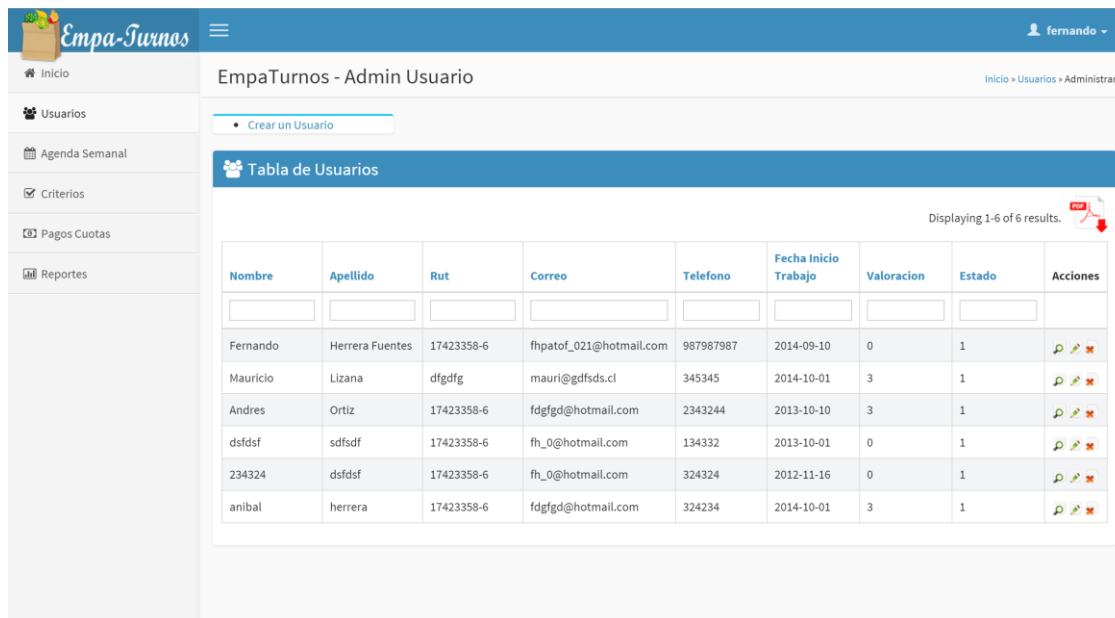 Empa-Turnos
fernando
Inicio
Usuarios
Agenda Semanal
Criterios
Pagos Cuotas
Reportes
EmpaTurnos - Admin Usuario
Inicio » Usuarios » Administrar
Crear un Usuario
Tabla de Usuarios
Displaying 1-6 of 6 results.
PDF
Nombre Apellido Rut Correo Telefono Fecha Inicio Trabajo Valoracion Estado Acciones
Fernando Herrera Fuentes 17423358-6 fhpatof_021@hotmail.com 987987987 2014-09-10 0 1
Mauricio Lizana dfgdfg mauri@gdfsds.cl 345345 2014-10-01 3 1
Andres Ortiz 17423358-6 fdgfgd@hotmail.com 2343244 2013-10-10 3 1
dsfdsf sdfsdf 17423358-6 fh_0@hotmail.com 134332 2013-10-01 0 1
234324 dsfdsf 17423358-6 fh_0@hotmail.com 324324 2012-11-16 0 1
anibal herrera 17423358-6 fdgfgd@hotmail.com 324234 2014-10-01 3 1